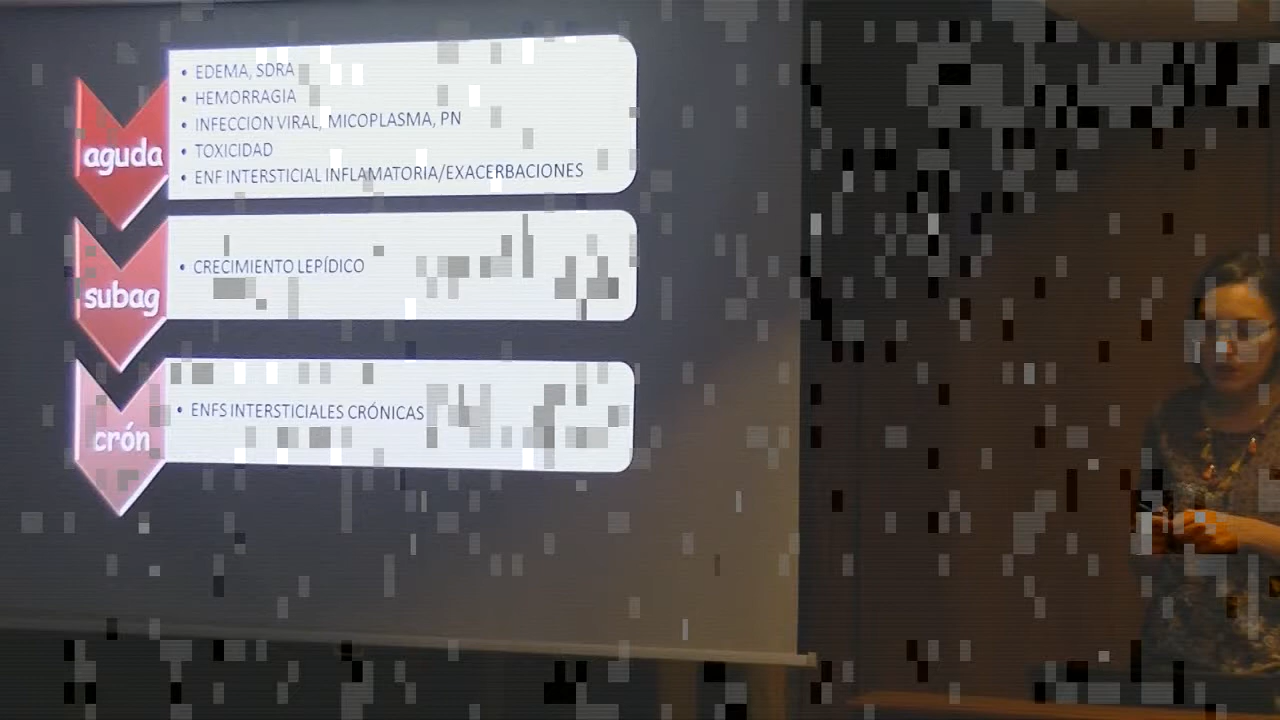 aguda
• EDEMA, SDRA
• HEMORRAGIA
• INFECCION VIRAL, MICOPLASMA, PN
• TOXICIDAD
• ENF INTERSTICIAL INFLAMATORIA/EXACERBACIONES
subag
• CRECIMIENTO LEPÍDICO
crón
• ENFS INTERSTICIALES CRÓNICAS